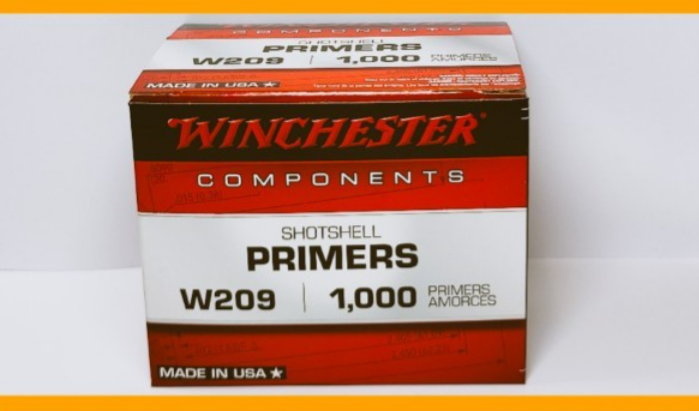 COMPONENTS
SHOTSHELL
PRIMERS
W209 1,000
MADE IN USA
WINCHESTER
COMPONENTS
SHOTSHELL
PRIMERS
W209 1,000 PRIMERS
AMORCES
MADE IN USA